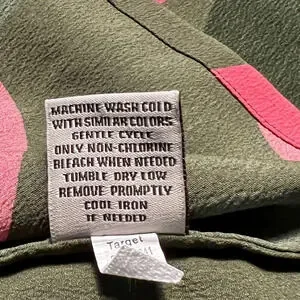 MACHINE WASH COLD
WITH SIMILAR COLORS
GENTLE CYCLE
ONLY NON-CHLORINE
BLEACH WHEN NEEDED
TUMBLE DRY LOW
REMOVE PROMPTLY
COOL IRON
IF NEEDED
Target